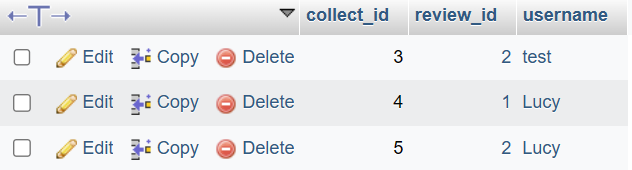 collect_id review_id username
Edit Copy Delete 3 2 test
Edit Copy Delete 4 1 Lucy
Edit Copy Delete 5 2 Lucy